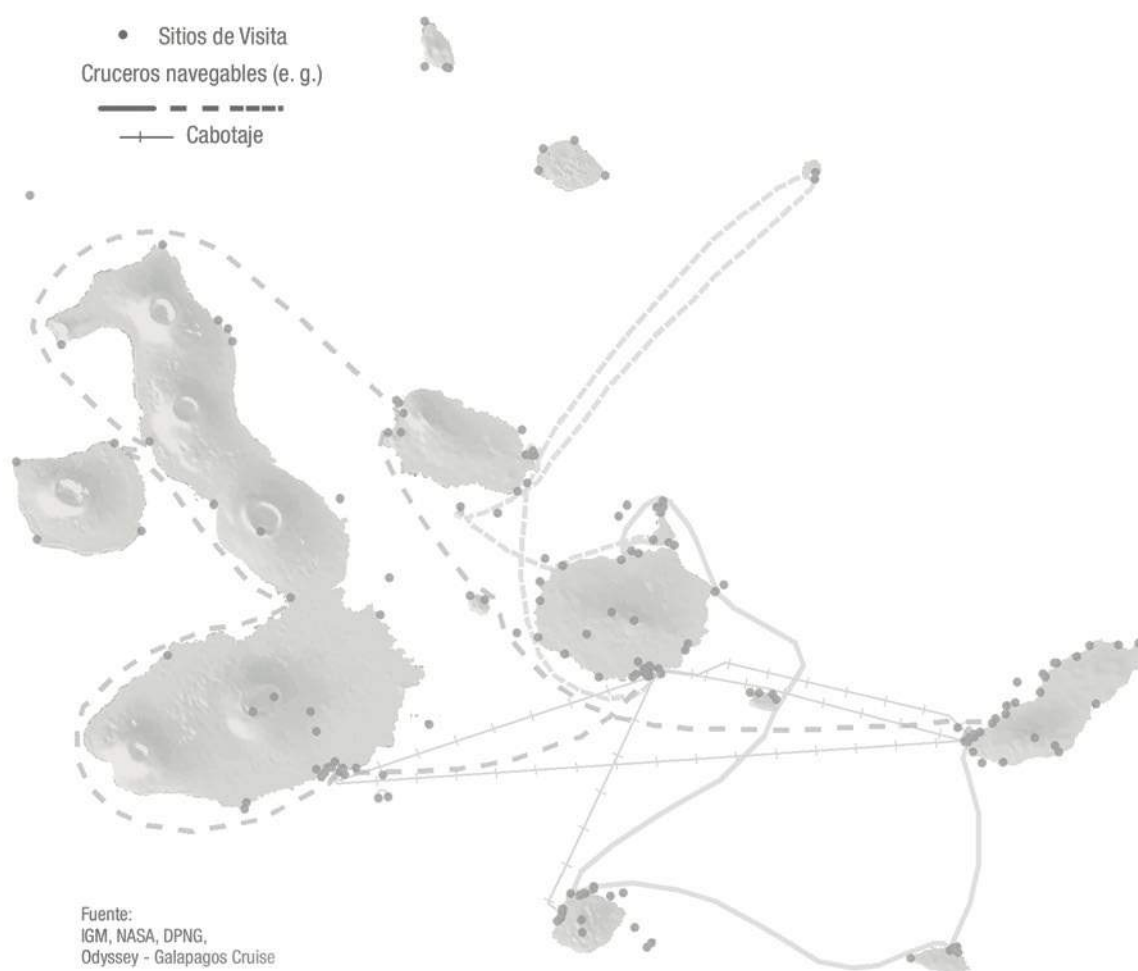 Sitios de Visita
Cruceros navegables (e. g.)
Cabotaje
Fuente:
IGM, NASA, DPNG,
Odyssey - Galapagos Cruise